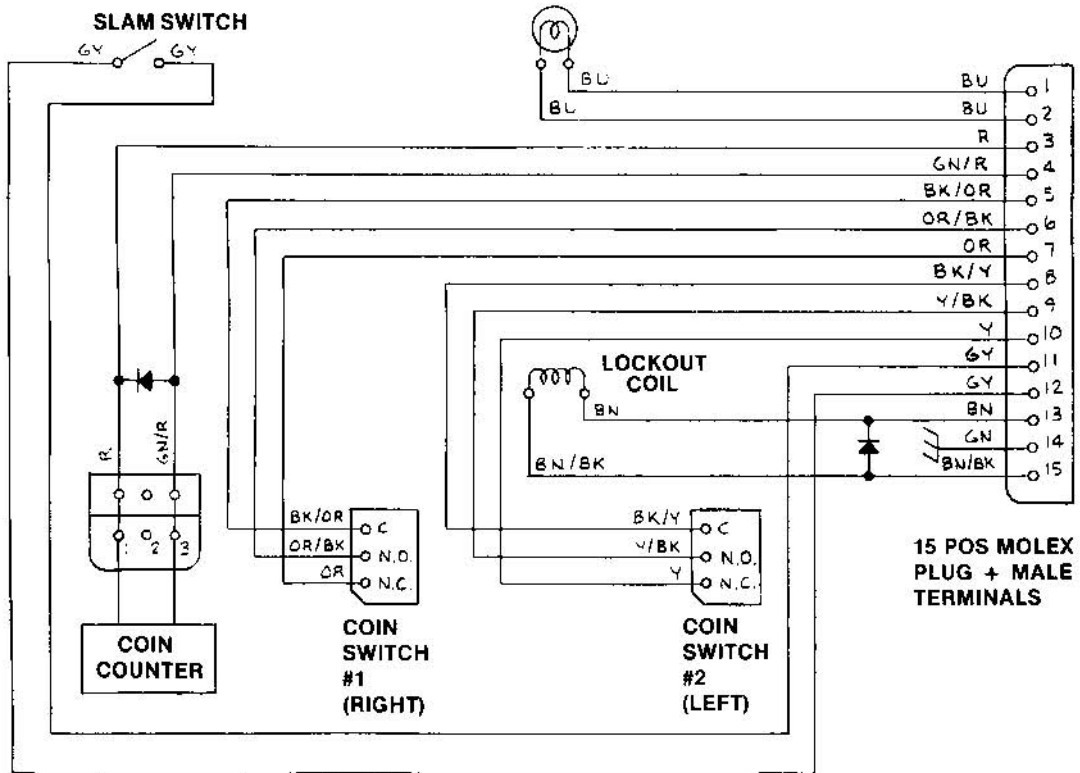 SLAM SWITCH
GY
GY
BU
BU
BU 1
BU 2
R 3
GN/R 4
BK/OR 5
OR/BK 6
OR 7
BK/Y 8
Y/BK 9
Y 10
GY 11
GY 12
BN 13
GN 14
BN/BK 15
LOCKOUT
COIL
BN
BN/BK
R
GN/R
1 2 3
COIN
COUNTER
BK/OR C
OR/BK N.O.
OR N.C.
COIN
SWITCH
#1
(RIGHT)
BK/Y C
Y/BK N.O.
Y N.C.
COIN
SWITCH
#2
(LEFT)
15 POS MOLEX
PLUG + MALE
TERMINALS